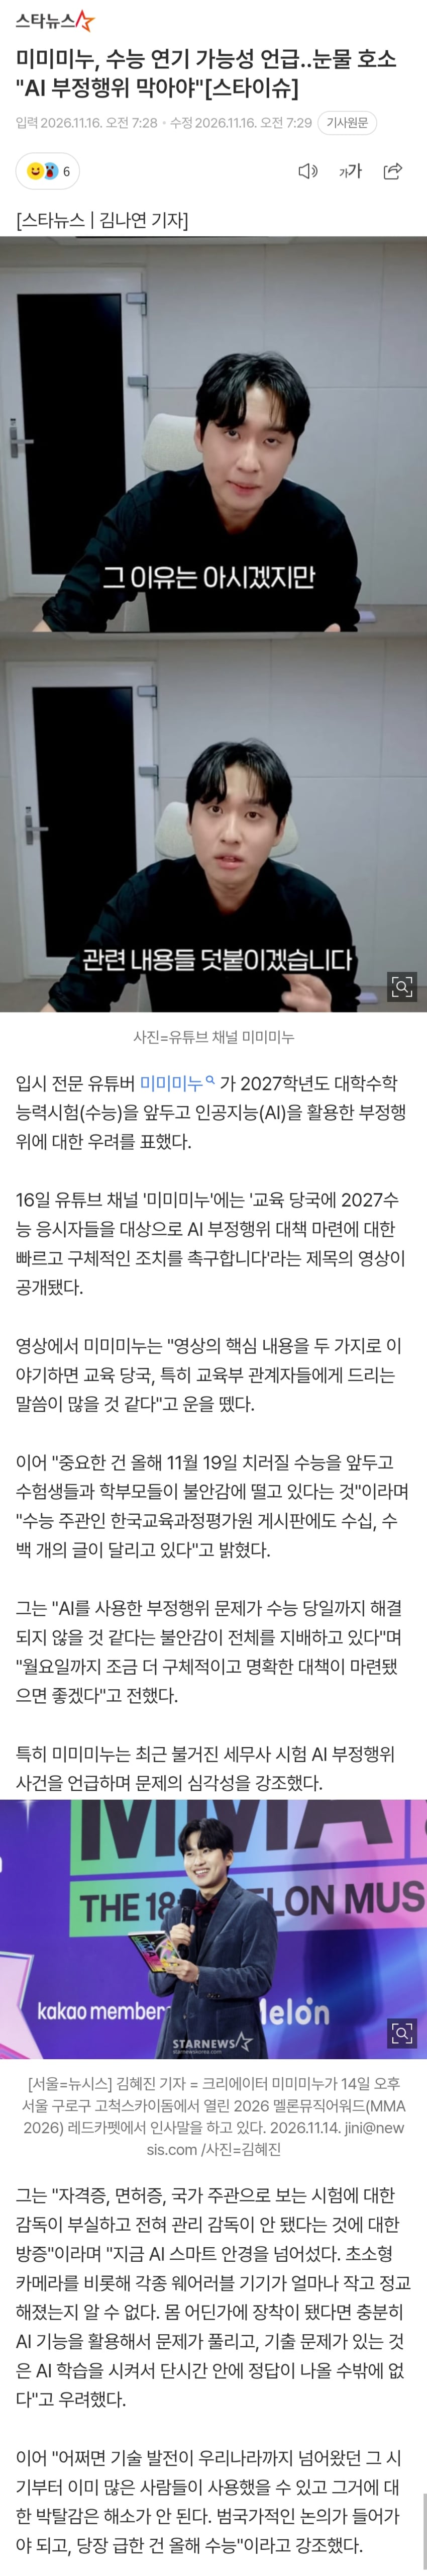 스타뉴스
미미미누, 수능 연기 가능성 언급..눈물 호소
"AI 부정행위 막아야"[스타이슈]
입력 2026.11.16. 오전 7:28 · 수정 2026.11.16. 오전 7:29 기사원문
6
가가
[스타뉴스 | 김나연 기자]
그 이유는 아시겠지만
관련 내용들 덧붙이겠습니다
사진=유튜브 채널 미미미누
입시 전문 유튜버 미미미누 가 2027학년도 대학수학
능력시험(수능)을 앞두고 인공지능(AI)을 활용한 부정행
위에 대한 우려를 표했다.
16일 유튜브 채널 '미미미누'에는 '교육 당국에 2027수
능 응시자들을 대상으로 AI 부정행위 대책 마련에 대한
빠르고 구체적인 조치를 촉구합니다'라는 제목의 영상이
공개됐다.
영상에서 미미미누는 "영상의 핵심 내용을 두 가지로 이
야기하면 교육 당국, 특히 교육부 관계자들에게 드리는
말씀이 많을 것 같다"고 운을 뗐다.
이어 "중요한 건 올해 11월 19일 치러질 수능을 앞두고
수험생들과 학부모들이 불안감에 떨고 있다는 것"이라며
"수능 주관인 한국교육과정평가원 게시판에도 수십, 수
백 개의 글이 달리고 있다"고 밝혔다.
그는 "AI를 사용한 부정행위 문제가 수능 당일까지 해결
되지 않을 것 같다는 불안감이 전체를 지배하고 있다"며
"월요일까지 조금 더 구체적이고 명확한 대책이 마련됐
으면 좋겠다"고 전했다.
특히 미미미누는 최근 불거진 세무사 시험 AI 부정행위
사건을 언급하며 문제의 심각성을 강조했다.
MMA
THE 18 ELON MUS
kakao member Melon
STARNEWS
starnewskorea.com
[서울=뉴시스] 김혜진 기자 = 크리에이터 미미미누가 14일 오후
서울 구로구 고척스카이돔에서 열린 2026 멜론뮤직어워드(MMA
2026) 레드카펫에서 인사말을 하고 있다. 2026.11.14. jini@new
sis.com /사진=김혜진
그는 "자격증, 면허증, 국가 주관으로 보는 시험에 대한
감독이 부실하고 전혀 관리 감독이 안 됐다는 것에 대한
방증"이라며 "지금 AI 스마트 안경을 넘어섰다. 초소형
카메라를 비롯해 각종 웨어러블 기기가 얼마나 작고 정교
해졌는지 알 수 없다. 몸 어딘가에 장착이 됐다면 충분히
AI 기능을 활용해서 문제가 풀리고, 기출 문제가 있는 것
은 AI 학습을 시켜서 단시간 안에 정답이 나올 수밖에 없
다"고 우려했다.
이어 "어쩌면 기술 발전이 우리나라까지 넘어왔던 그 시
기부터 이미 많은 사람들이 사용했을 수 있고 그거에 대
한 박탈감은 해소가 안 된다. 범국가적인 논의가 들어가
야 되고, 당장 급한 건 올해 수능"이라고 강조했다.